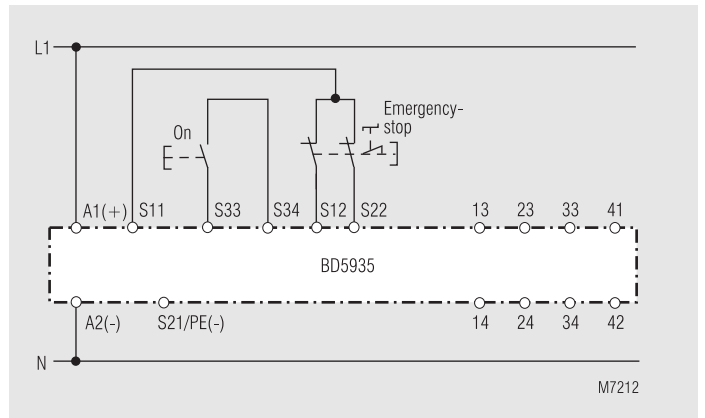 L1
Emergency-
stop
On
A1(+) S11 S33 S34 S12 S22 13 23 33 41
BD5935
A2(-) S21/PE(-) 14 24 34 42
N
M7212